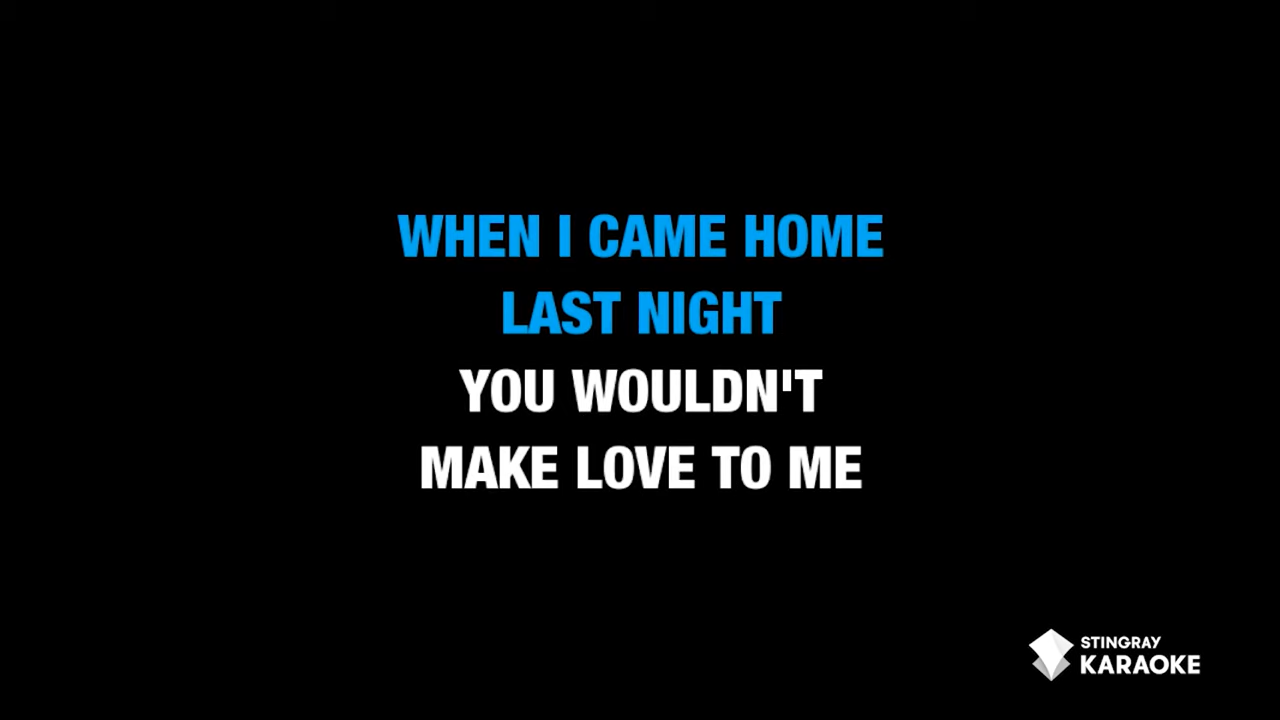 WHEN I CAME HOME
LAST NIGHT
YOU WOULDN'T
MAKE LOVE TO ME
STINGRAY
KARAOKE